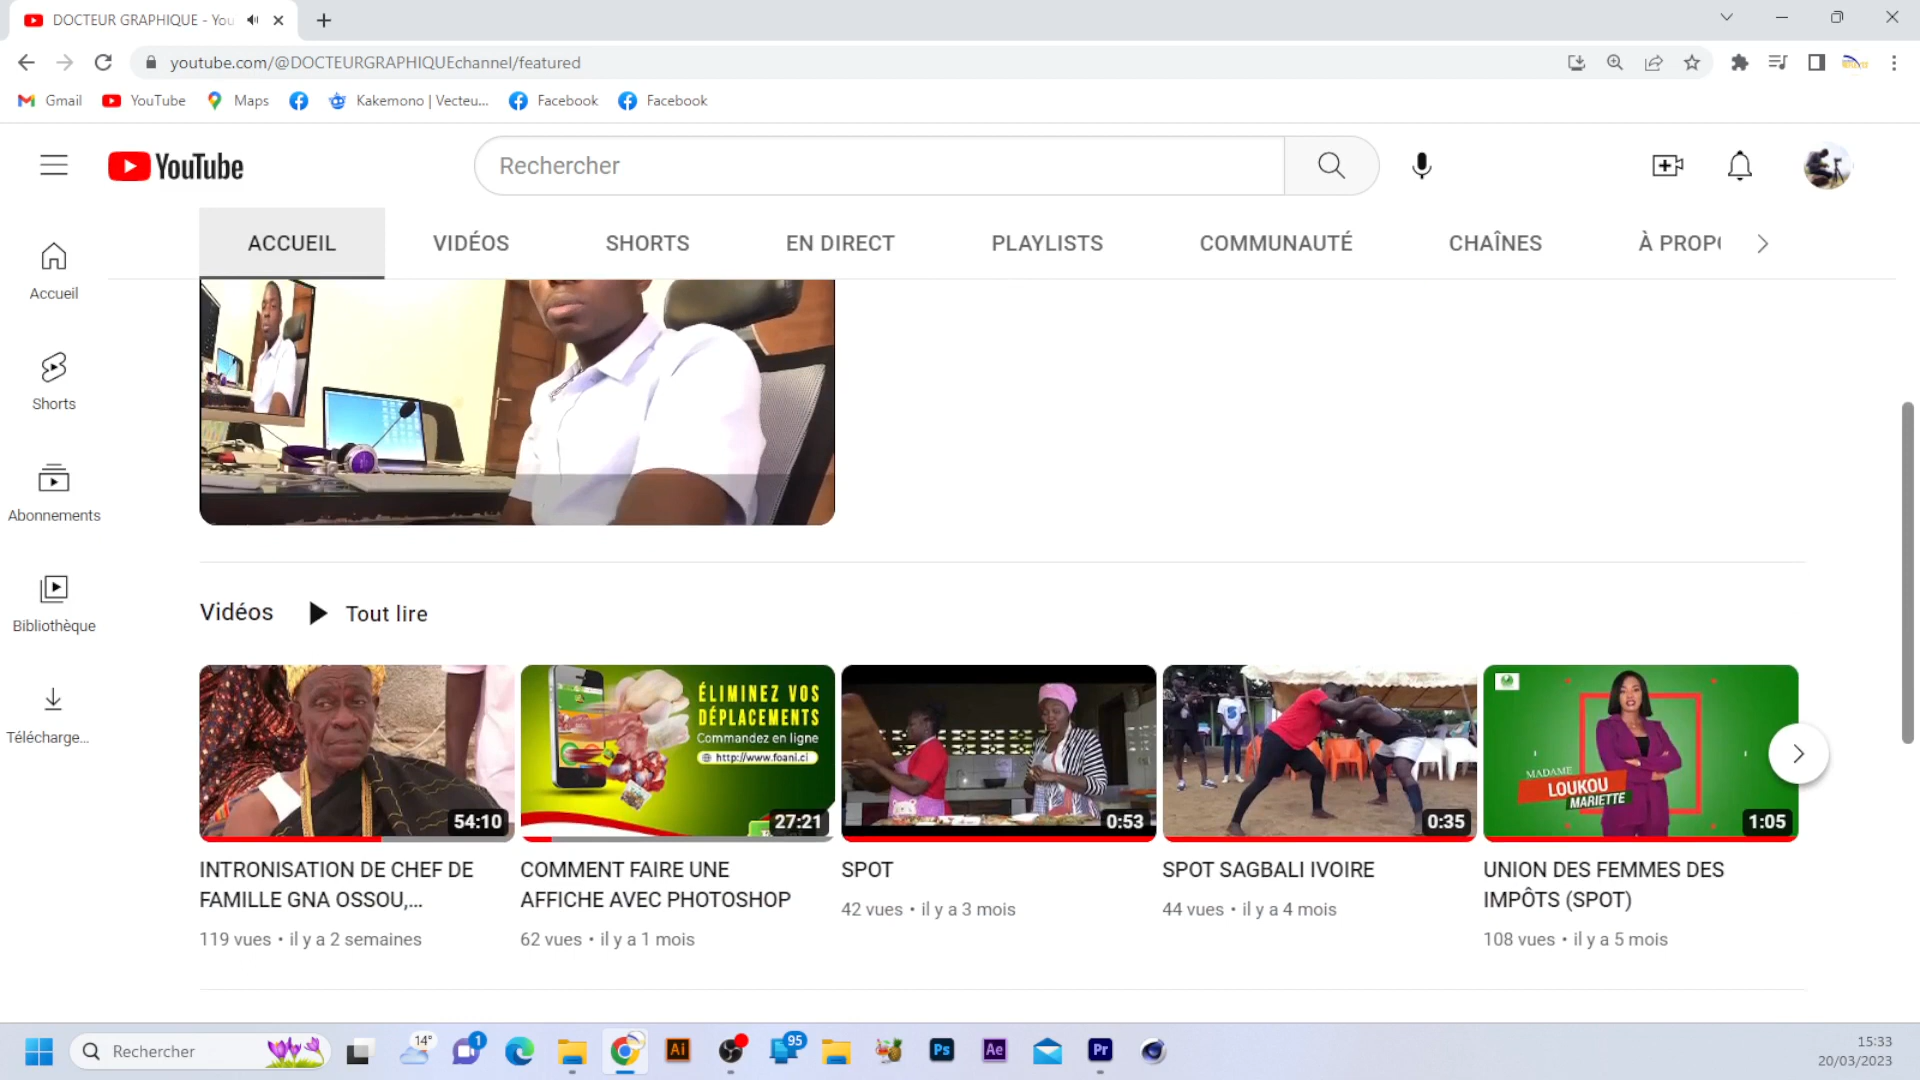 DOCTEUR GRAPHIQUE - You
youtube.com/@DOCTEURGRAPHIQUEchannel/featured
Gmail
YouTube
Maps
Kakemono | Vecteu...
Facebook
Facebook
YouTube
Rechercher
ACCUEIL
VIDÉOS
SHORTS
EN DIRECT
PLAYLISTS
COMMUNAUTÉ
CHAÎNES
À PROP
Accueil
Shorts
Abonnements
Bibliothèque
Télécharge...
Vidéos
Tout lire
54:10
INTRONISATION DE CHEF DE
FAMILLE GNA OSSOU,...
119 vues • il y a 2 semaines
ÉLIMINEZ VOS
DÉPLACEMENTS
Commandez en ligne
http://www.foani.ci
27:21
COMMENT FAIRE UNE
AFFICHE AVEC PHOTOSHOP
62 vues • il y a 1 mois
0:53
SPOT
42 vues • il y a 3 mois
0:35
SPOT SAGBALI IVOIRE
44 vues • il y a 4 mois
MADAME
LOUKOU
MARIETTE
1:05
UNION DES FEMMES DES
IMPÔTS (SPOT)
108 vues • il y a 5 mois
Rechercher
14°
1
Ai
95
Ps
Ae
Pr
15:33
20/03/2023